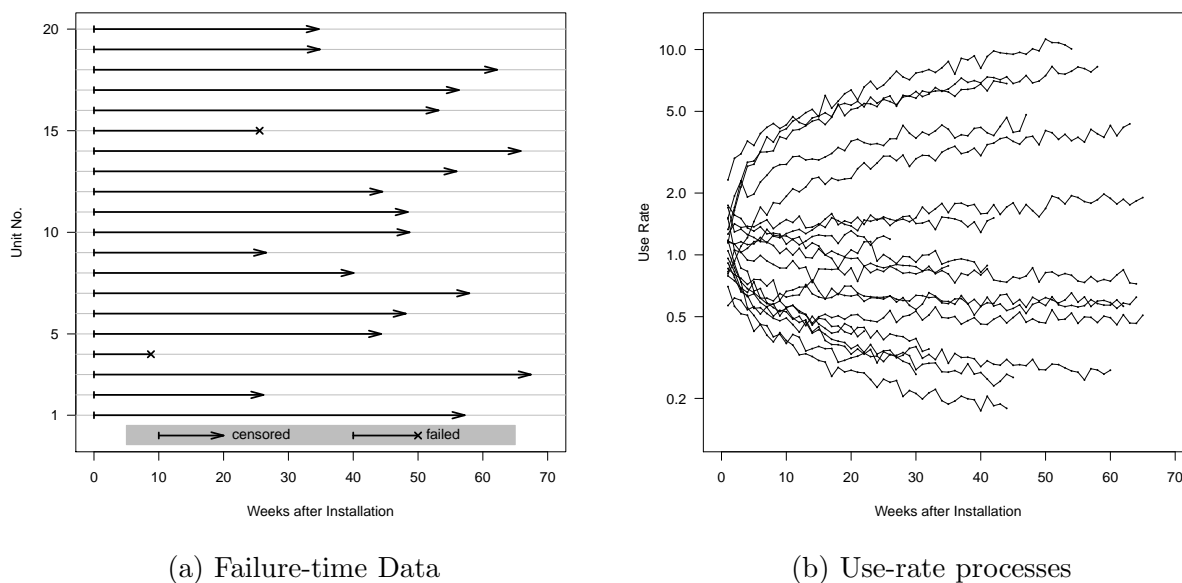 20
15
10
5
1
Unit No.
censored
failed
0 10 20 30 40 50 60 70
Weeks after Installation
(a) Failure-time Data
10.0
5.0
2.0
1.0
0.5
0.2
Use Rate
0 10 20 30 40 50 60 70
Weeks after Installation
(b) Use-rate processes